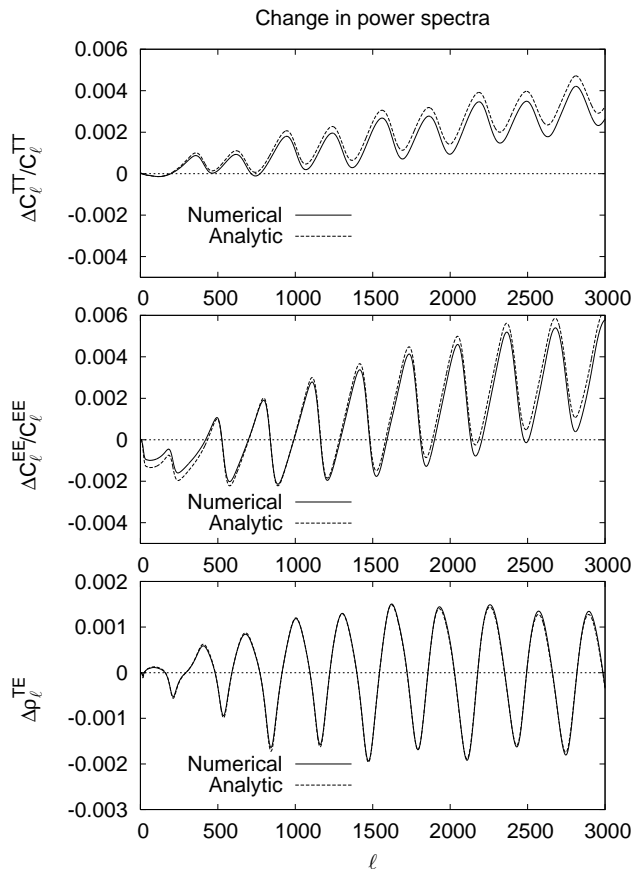 Change in power spectra
0.006
0.004
0.002
0
-0.002
-0.004
ΔC_ℓ^TT/C_ℓ^TT
Numerical
Analytic
0 500 1000 1500 2000 2500 3000
0.006
0.004
0.002
0
-0.002
-0.004
ΔC_ℓ^EE/C_ℓ^EE
Numerical
Analytic
0 500 1000 1500 2000 2500 3000
0.002
0.001
0
-0.001
-0.002
-0.003
Δρ_ℓ^TE
Numerical
Analytic
0 500 1000 1500 2000 2500 3000
ℓ